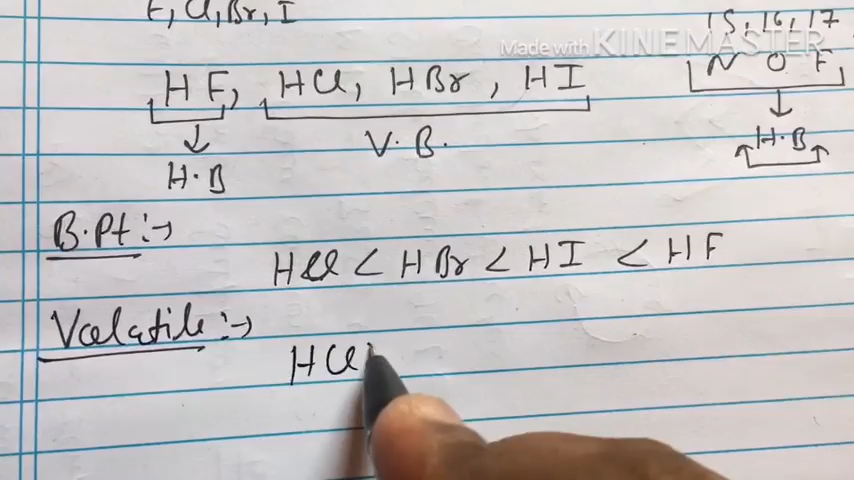 F, Cl, Br, I
15, 16, 17
Made with KINEMASTER
HF, HCl, HBr, HI
N O F
H·B
V·B.
H·B
B.Pt :→
HCl < HBr < HI < HF
Volatile :→
HCl